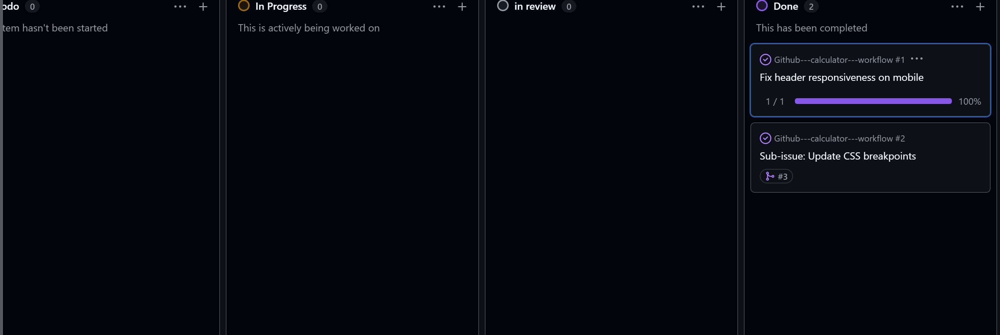 odo 0
tem hasn't been started
In Progress 0
This is actively being worked on
in review 0
Done 2
This has been completed
Github---calculator---workflow #1
Fix header responsiveness on mobile
1 / 1 100%
Github---calculator---workflow #2
Sub-issue: Update CSS breakpoints
#3